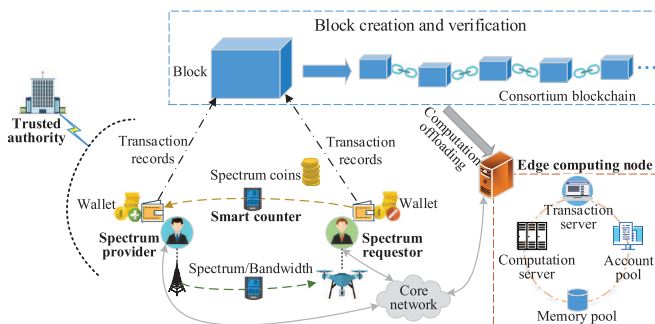 Block creation and verification
Block
Consortium blockchain
Trusted
authority
Transaction
records
Transaction
records
Computation
offloading
Spectrum coins
Edge computing node
Transaction
server
Wallet
Smart counter
Wallet
Spectrum
provider
Spectrum
requestor
Computation
server
Account
pool
Spectrum/Bandwidth
Core
network
Memory pool